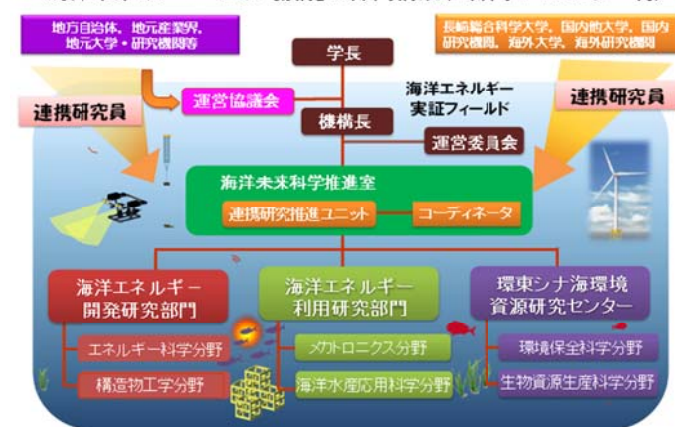 地方自治体，地元産業界，
地元大学・研究機関等
長崎総合科学大学，国内他大学，国内
研究機関，海外大学，海外研究機関
学長
連携研究員
運営協議会
海洋エネルギー
実証フィールド
連携研究員
機構長
運営委員会
海洋未来科学推進室
連携研究推進ユニット
コーディネータ
海洋エネルギー
開発研究部門
海洋エネルギー
利用研究部門
環東シナ海環境
資源研究センター
エネルギー科学分野
メカトロニクス分野
環境保全科学分野
構造物工学分野
海洋水産応用科学分野
生物資源生産科学分野